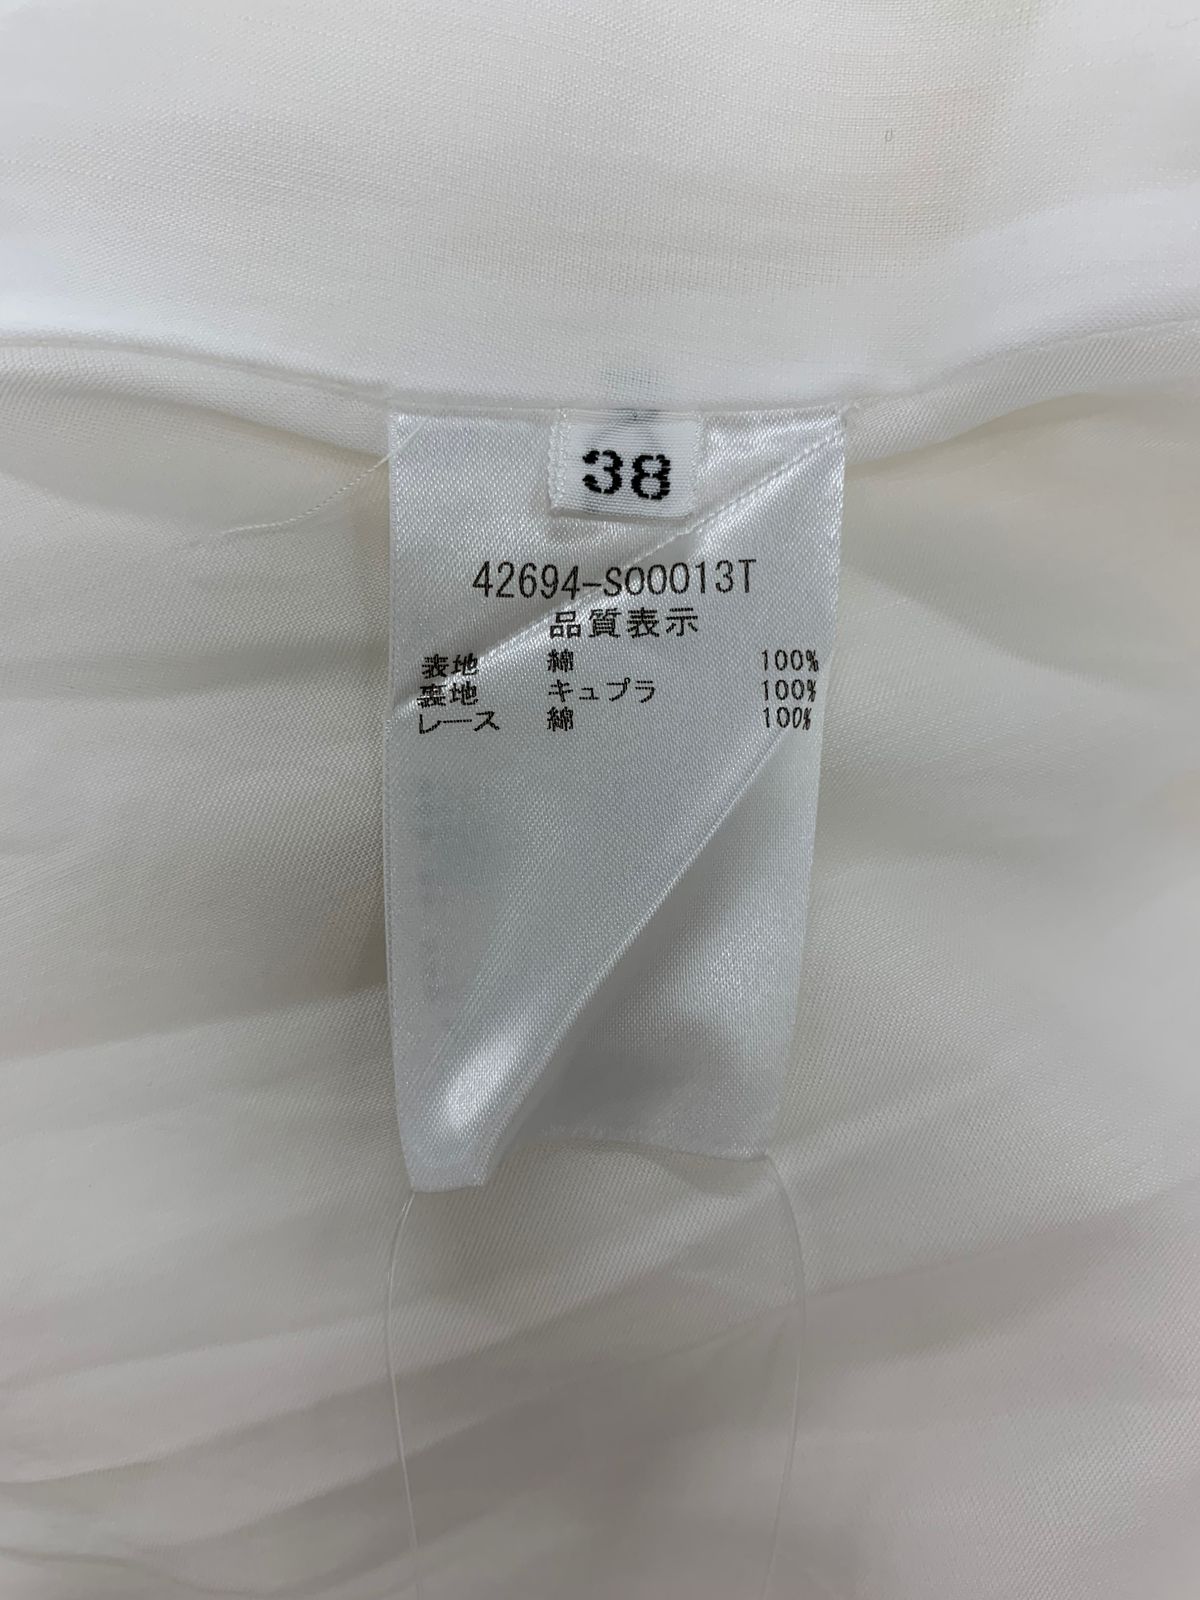 38
42694-S00013T
品質表示
表地 綿 100%
裏地 キュプラ 100%
レース 綿 100%